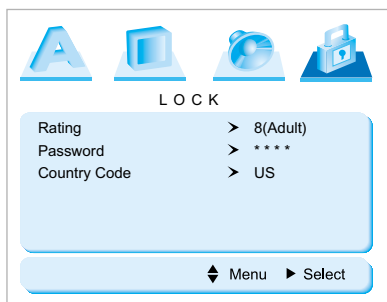 A
LOCK
Rating > 8(Adult)
Password > * * * *
Country Code > US
Menu Select